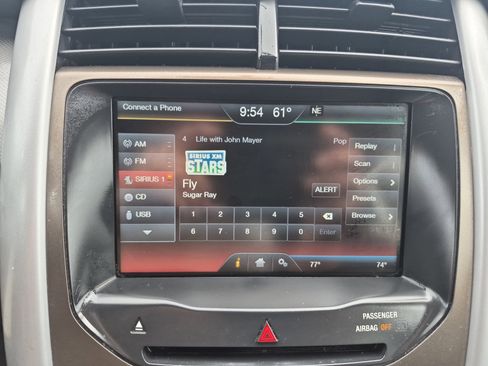 Connect a Phone 9:54 61° NE
AM
FM
SIRIUS 1
CD
USB
4 Life with John Mayer Pop
SIRIUS XM
STARS
Fly
Sugar Ray
ALERT
1 2 3 4 5
6 7 8 9 0 Enter
Replay
Scan
Options
Presets
Browse
77° 74°
PASSENGER
AIRBAG OFF